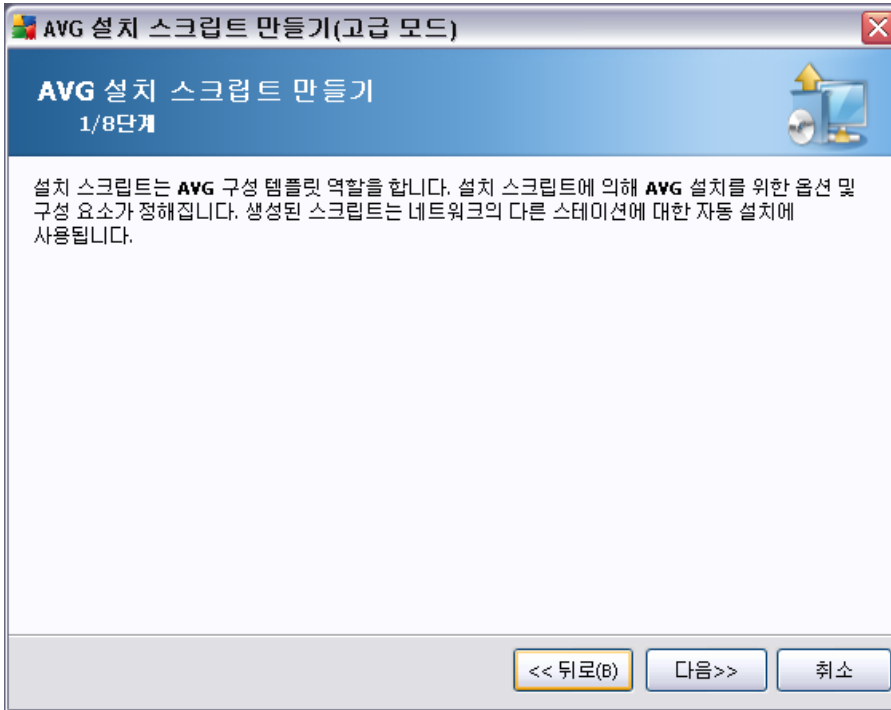 AVG 설치 스크립트 만들기(고급 모드)
AVG 설치 스크립트 만들기
1/8단계
설치 스크립트는 AVG 구성 템플릿 역할을 합니다. 설치 스크립트에 의해 AVG 설치를 위한 옵션 및
구성 요소가 정해집니다. 생성된 스크립트는 네트워크의 다른 스테이션에 대한 자동 설치에
사용됩니다.
<< 뒤로(B) 다음>> 취소